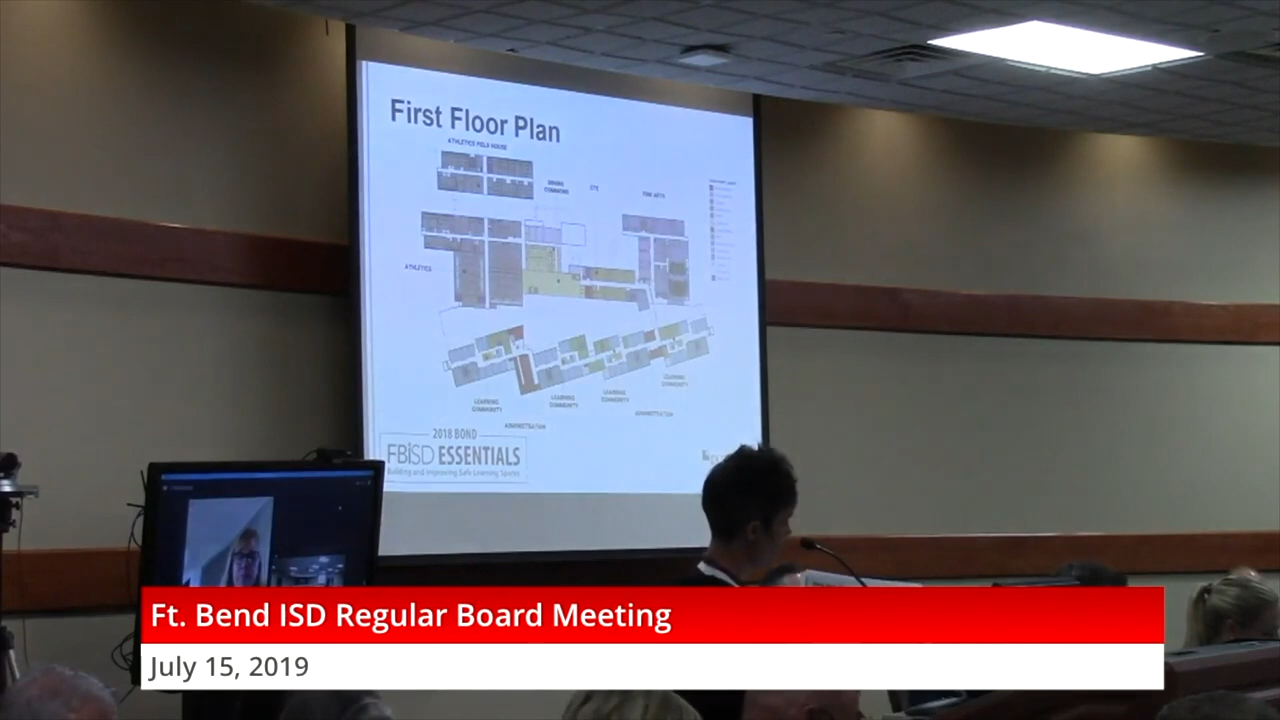 First Floor Plan
ATHLETICS FIELD HOUSE
DINING
COMMONS
CTE
FINE ARTS
ATHLETICS
LEARNING
COMMUNITY
LEARNING
COMMUNITY
LEARNING
COMMUNITY
LEARNING
COMMUNITY
ADMINISTRATION
ADMINISTRATION
2018 BOND
FBISD ESSENTIALS
Building and Improving Safe Learning Spaces
Ft. Bend ISD Regular Board Meeting
July 15, 2019